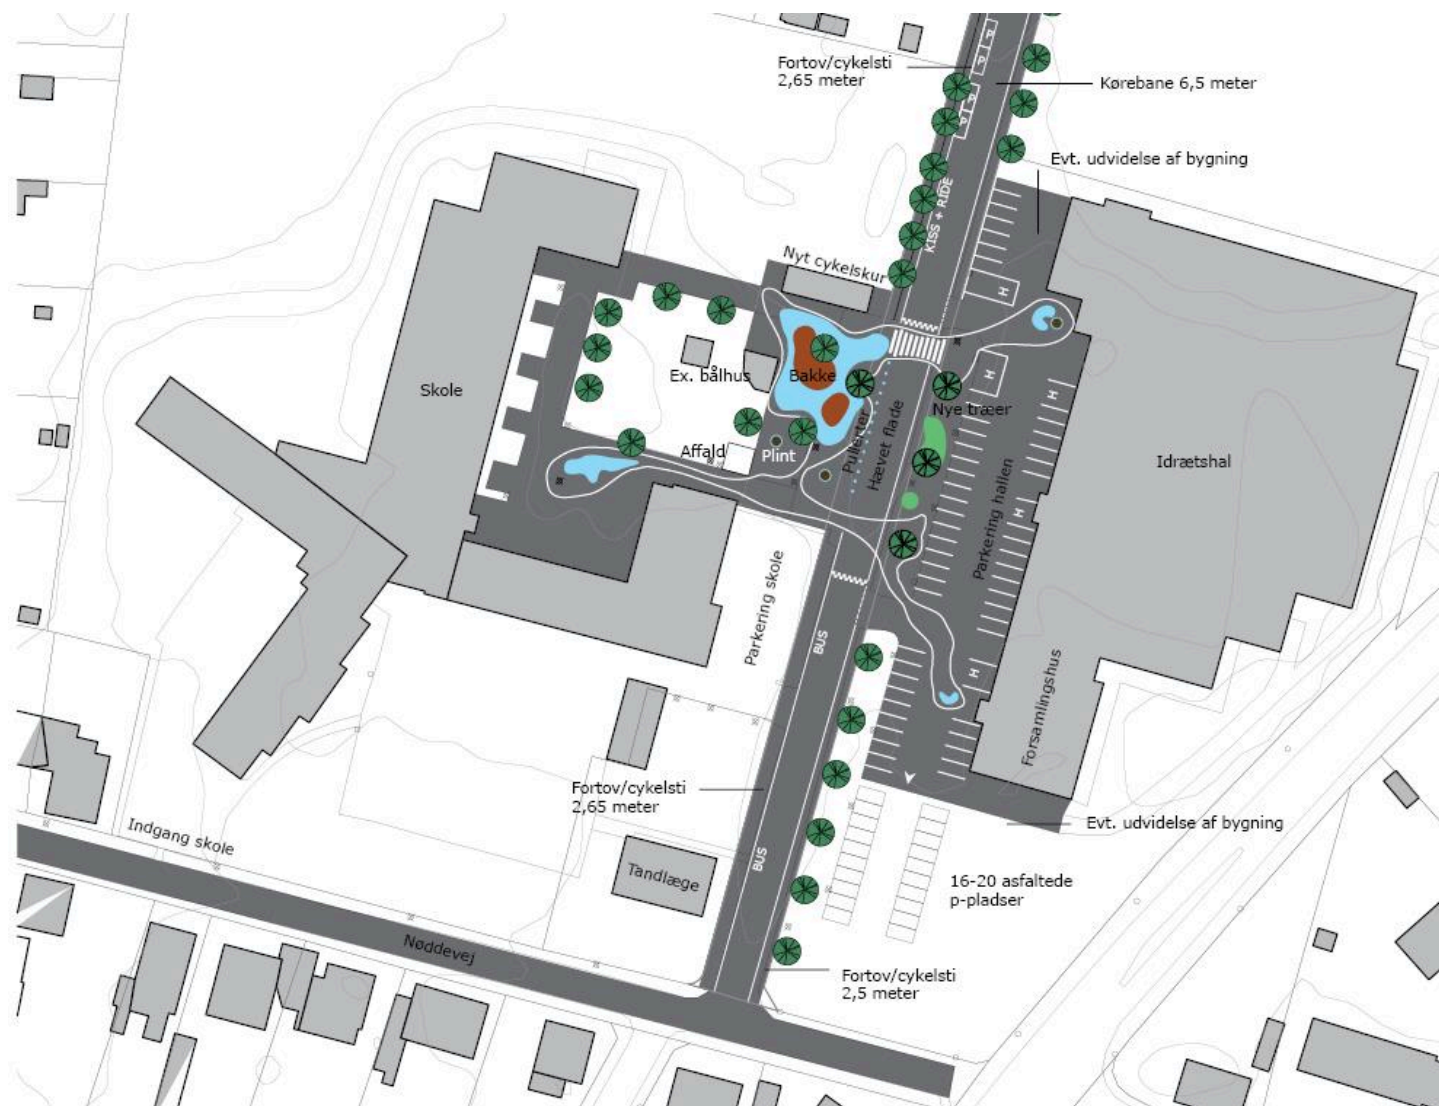 P
P
Fortov/cykelsti
2,65 meter
Kørebane 6,5 meter
P
P
Evt. udvidelse af bygning
KISS + RIDE
Nyt cykelskur
H
Ex. bålhus
Bakke
H
Skole
H
Nye træer
Pullerter
Hævet flade
Affald
Plint
Idrætshal
H
Parkering hallen
Parkering skole
BUS
H
Forsamlingshus
Fortov/cykelsti
2,65 meter
Evt. udvidelse af bygning
Indgang skole
BUS
Tandlæge
16-20 asfaltede
p-pladser
Nøddevej
Fortov/cykelsti
2,5 meter